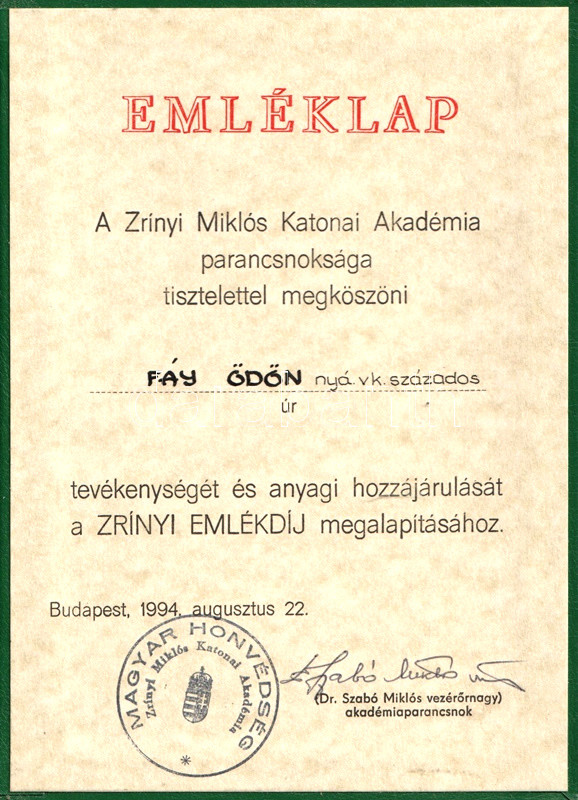 EMLÉKLAP
A Zrínyi Miklós Katonai Akadémia
parancsnoksága
tisztelettel megköszöni
FÁY ŐDŐN nyá.vk.százados
úr
tevékenységét és anyagi hozzájárulását
a ZRÍNYI EMLÉKDÍJ megalapításához.
Budapest, 1994. augusztus 22.
MAGYAR HONVÉDSÉG
Zrínyi Miklós Katonai Akadémia
*
(Dr. Szabó Miklós vezérőrnagy)
akadémiaparancsnok